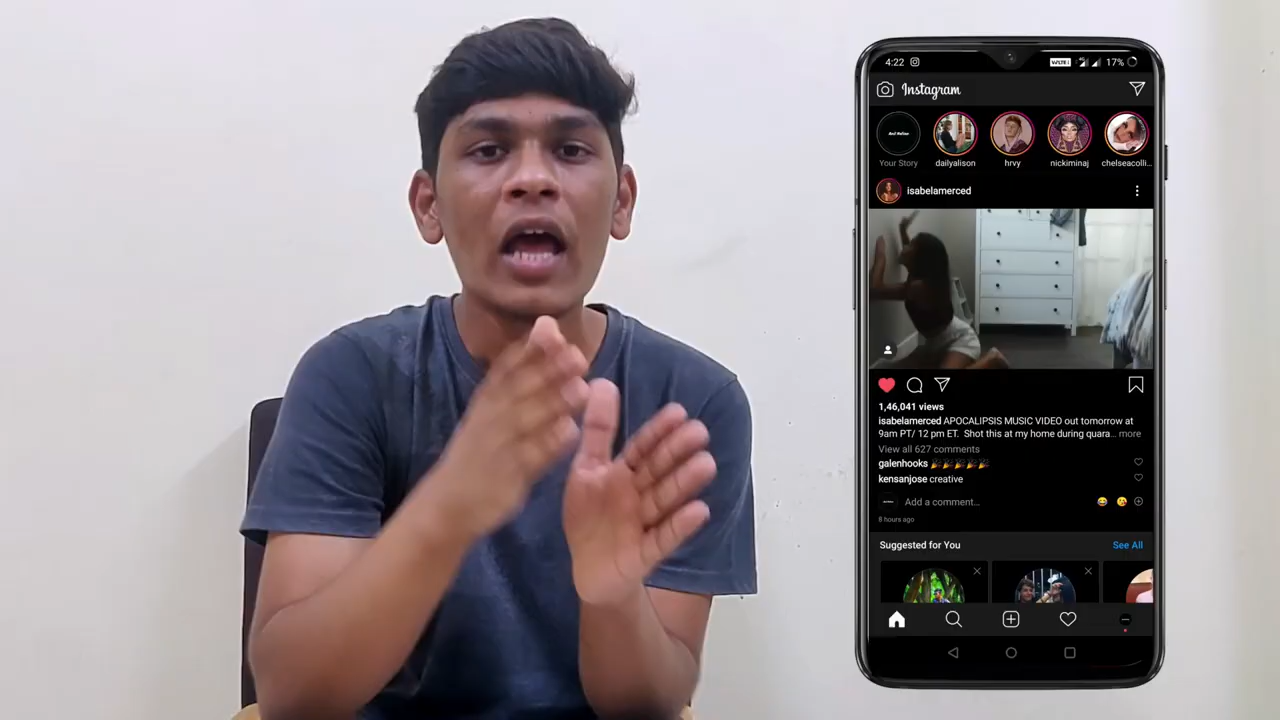 4:22 17%
Instagram
Your Story dailyalison hrvy nickiminaj chelseacolli...
isabelamerced
1,46,041 views
isabelamerced APOCALIPSIS MUSIC VIDEO out tomorrow at
9am PT/ 12 pm ET. Shot this at my home during quara... more
View all 627 comments
galenhooks 🎉🎉🎉🎉🎉
kensanjose creative
Add a comment...
8 hours ago
Suggested for You See All